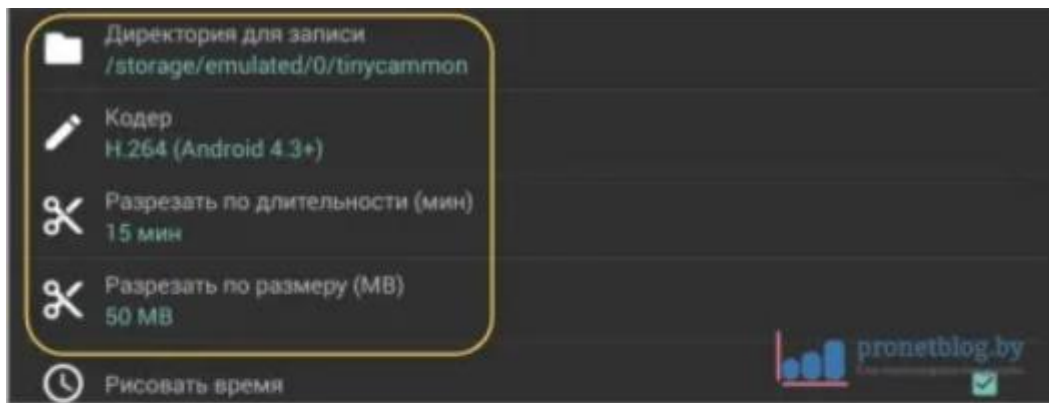 Директория для записи
/storage/emulated/0/tinycammon
Кодер
H.264 (Android 4.3+)
Разрезать по длительности (мин)
15 мин
Разрезать по размеру (MB)
50 MB
pronetblog.by
Рисовать время